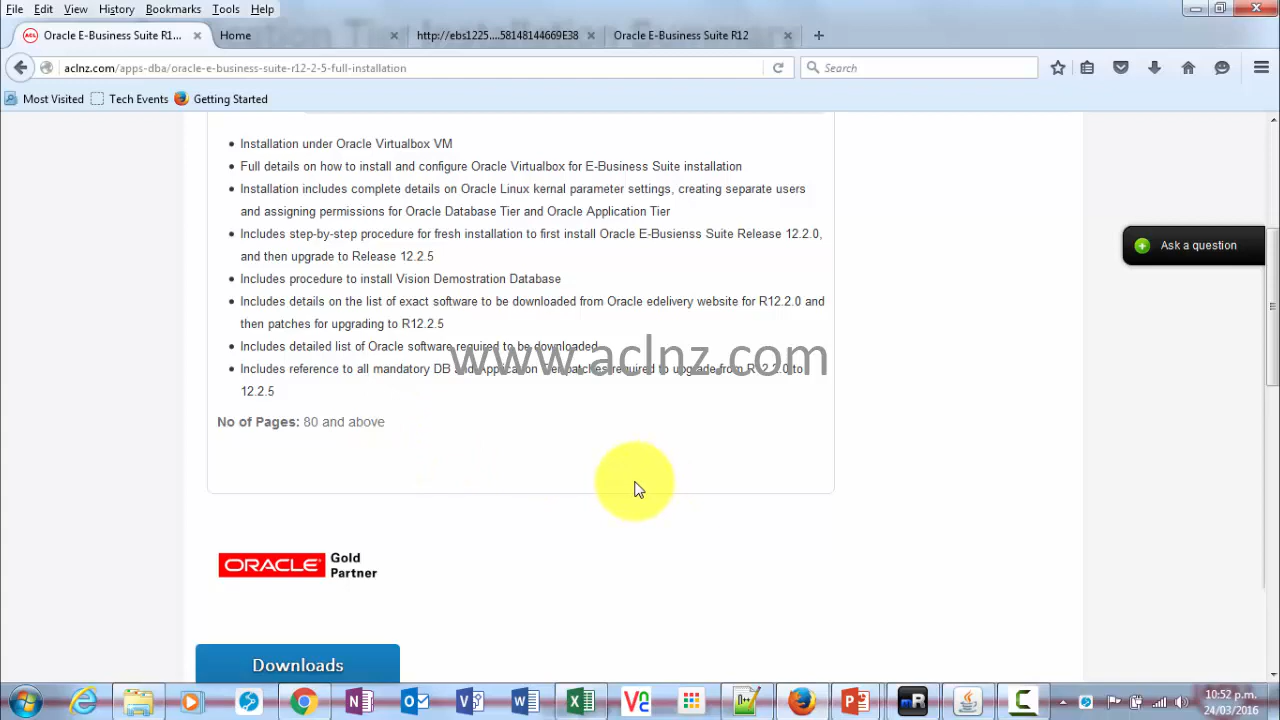 File Edit View History Bookmarks Tools Help
Oracle E-Business Suite R1... × Home × http://ebs1225....58148144669E38 × Oracle E-Business Suite R12 × +
aclnz.com/apps-dba/oracle-e-business-suite-r12-2-5-full-installation Search
Most Visited Tech Events Getting Started
• Installation under Oracle Virtualbox VM
• Full details on how to install and configure Oracle Virtualbox for E-Business Suite installation
• Installation includes complete details on Oracle Linux kernal parameter settings, creating separate users
and assigning permissions for Oracle Database Tier and Oracle Application Tier
• Includes step-by-step procedure for fresh installation to first install Oracle E-Busienss Suite Release 12.2.0,
and then upgrade to Release 12.2.5
• Includes procedure to install Vision Demostration Database
• Includes details on the list of exact software to be downloaded from Oracle edelivery website for R12.2.0 and
then patches for upgrading to R12.2.5
• Includes detailed list of Oracle software required to be downloaded
• Includes reference to all mandatory DB and Application patches required to upgrade from R12.2.0 to
12.2.5
www.aclnz.com
No of Pages: 80 and above
Ask a question
ORACLE Gold
Partner
Downloads
10:52 p.m.
24/03/2016